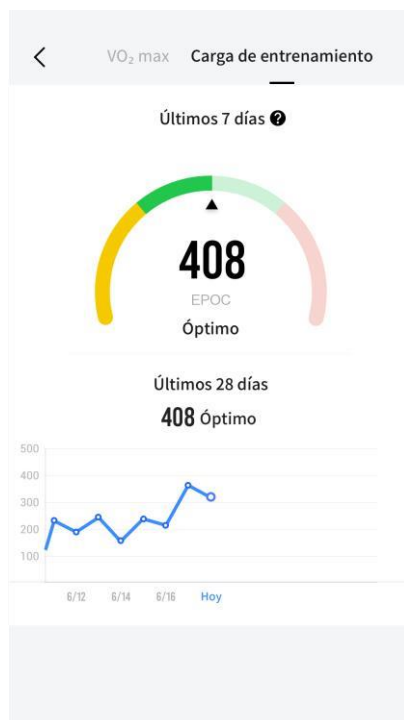 VO₂ max Carga de entrenamiento
Últimos 7 días ?
408
EPOC
Óptimo
Últimos 28 días
408 Óptimo
500
400
300
200
100
6/12 6/14 6/16 Hoy